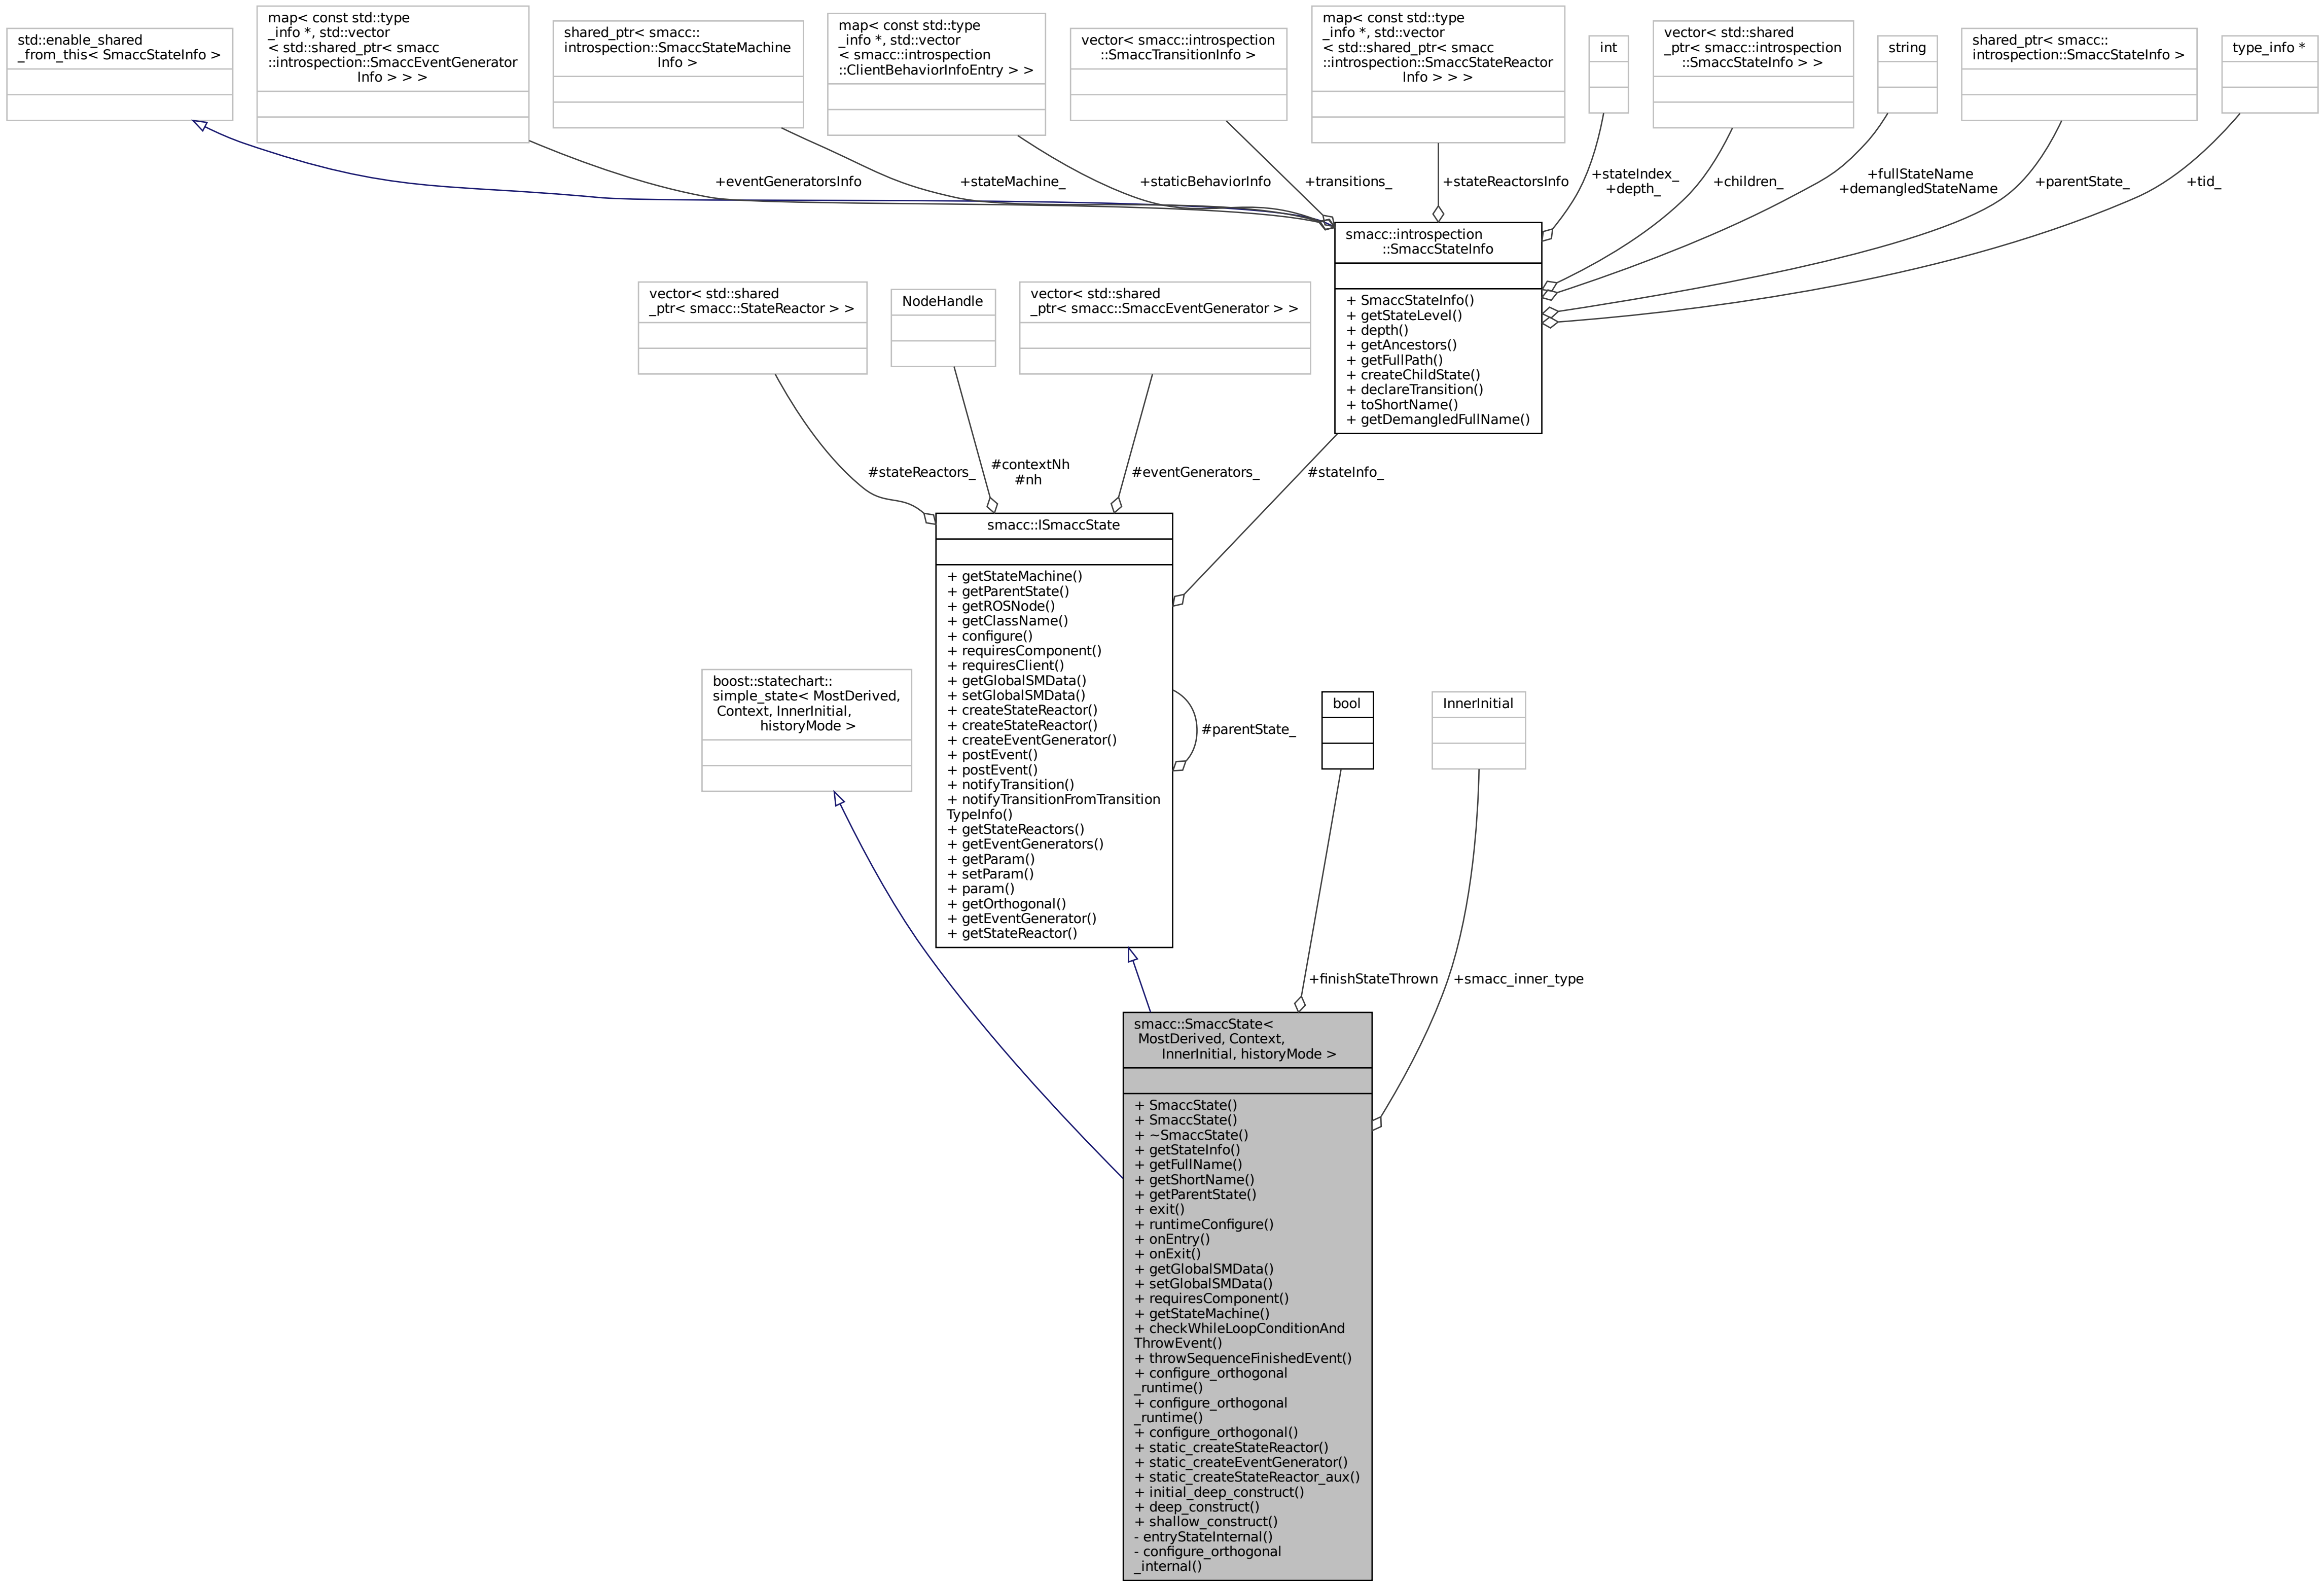 std::enable_shared
_from_this< SmaccStateInfo >
map< const std::type
_info *, std::vector
< std::shared_ptr< smacc
::introspection::SmaccEventGenerator
Info > > >
shared_ptr< smacc::
introspection::SmaccStateMachine
Info >
map< const std::type
_info *, std::vector
< smacc::introspection
::ClientBehaviorInfoEntry > >
vector< smacc::introspection
::SmaccTransitionInfo >
map< const std::type
_info *, std::vector
< std::shared_ptr< smacc
::introspection::SmaccStateReactor
Info > > >
int
vector< std::shared
_ptr< smacc::introspection
::SmaccStateInfo > >
string
shared_ptr< smacc::
introspection::SmaccStateInfo >
type_info *
+eventGeneratorsInfo
+stateMachine_
+staticBehaviorInfo
+transitions_
+stateReactorsInfo
+stateIndex_
+depth_
+children_
+fullStateName
+demangledStateName
+parentState_
+tid_
smacc::introspection
::SmaccStateInfo
+ SmaccStateInfo()
+ getStateLevel()
+ depth()
+ getAncestors()
+ getFullPath()
+ createChildState()
+ declareTransition()
+ toShortName()
+ getDemangledFullName()
vector< std::shared
_ptr< smacc::StateReactor > >
NodeHandle
vector< std::shared
_ptr< smacc::SmaccEventGenerator > >
#stateReactors_
#contextNh
#nh
#eventGenerators_
#stateInfo_
smacc::ISmaccState
+ getStateMachine()
+ getParentState()
+ getROSNode()
+ getClassName()
+ configure()
+ requiresComponent()
+ requiresClient()
+ getGlobalSMData()
+ setGlobalSMData()
+ createStateReactor()
+ createStateReactor()
+ createEventGenerator()
+ postEvent()
+ postEvent()
+ notifyTransition()
+ notifyTransitionFromTransition
TypeInfo()
+ getStateReactors()
+ getEventGenerators()
+ getParam()
+ setParam()
+ param()
+ getOrthogonal()
+ getEventGenerator()
+ getStateReactor()
#parentState_
boost::statechart::
simple_state< MostDerived,
Context, InnerInitial,
historyMode >
bool
InnerInitial
+finishStateThrown
+smacc_inner_type
smacc::SmaccState<
MostDerived, Context,
InnerInitial, historyMode >
+ SmaccState()
+ SmaccState()
+ ~SmaccState()
+ getStateInfo()
+ getFullName()
+ getShortName()
+ getParentState()
+ exit()
+ runtimeConfigure()
+ onEntry()
+ onExit()
+ getGlobalSMData()
+ setGlobalSMData()
+ requiresComponent()
+ getStateMachine()
+ checkWhileLoopConditionAnd
ThrowEvent()
+ throwSequenceFinishedEvent()
+ configure_orthogonal
_runtime()
+ configure_orthogonal
_runtime()
+ configure_orthogonal()
+ static_createStateReactor()
+ static_createEventGenerator()
+ static_createStateReactor_aux()
+ initial_deep_construct()
+ deep_construct()
+ shallow_construct()
- entryStateInternal()
- configure_orthogonal
_internal()